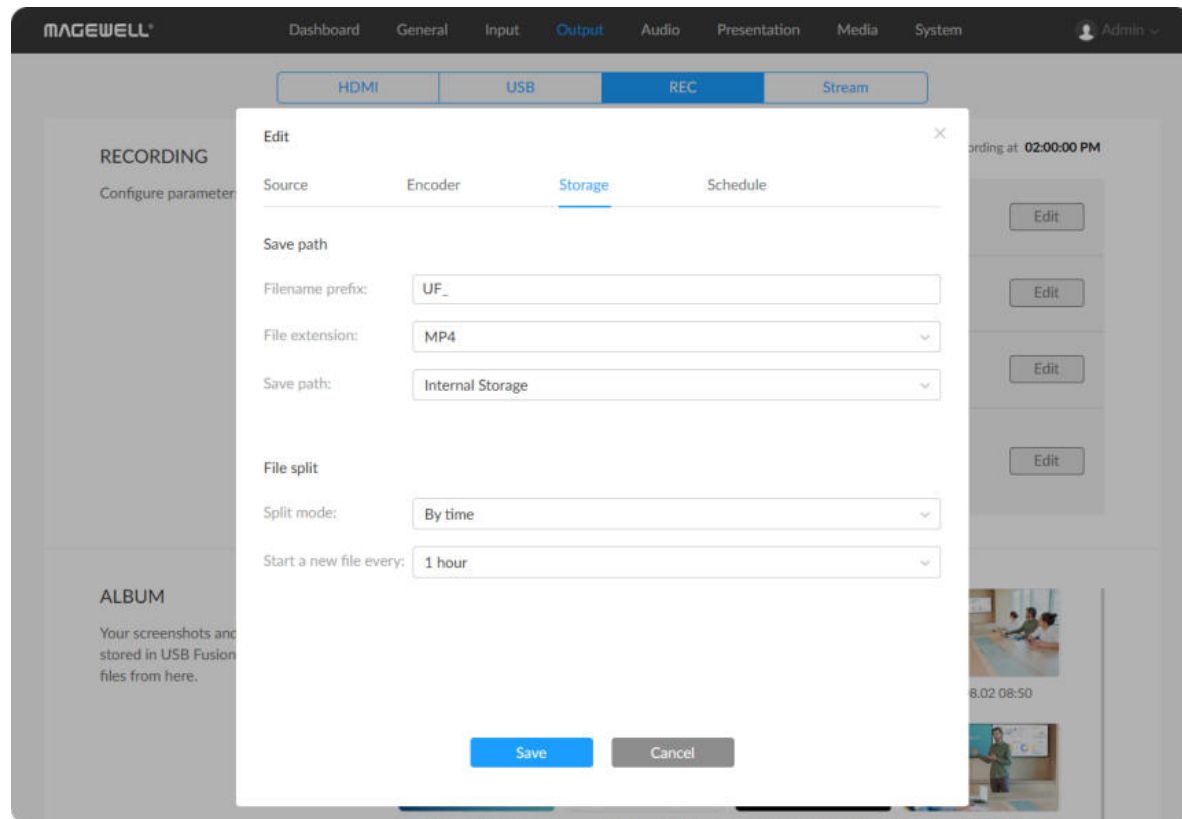 MAGEWELL®
Dashboard General Input Output Audio Presentation Media System Admin
HDMI USB REC Stream
RECORDING
Configure parameter
ording at 02:00:00 PM
Edit
Edit
Edit
Edit
Edit
Source Encoder Storage Schedule
Save path
Filename prefix: UF_
File extension: MP4
Save path: Internal Storage
File split
Split mode: By time
Start a new file every: 1 hour
Save Cancel
ALBUM
Your screenshots and
stored in USB Fusion
files from here.
8.02 08:50